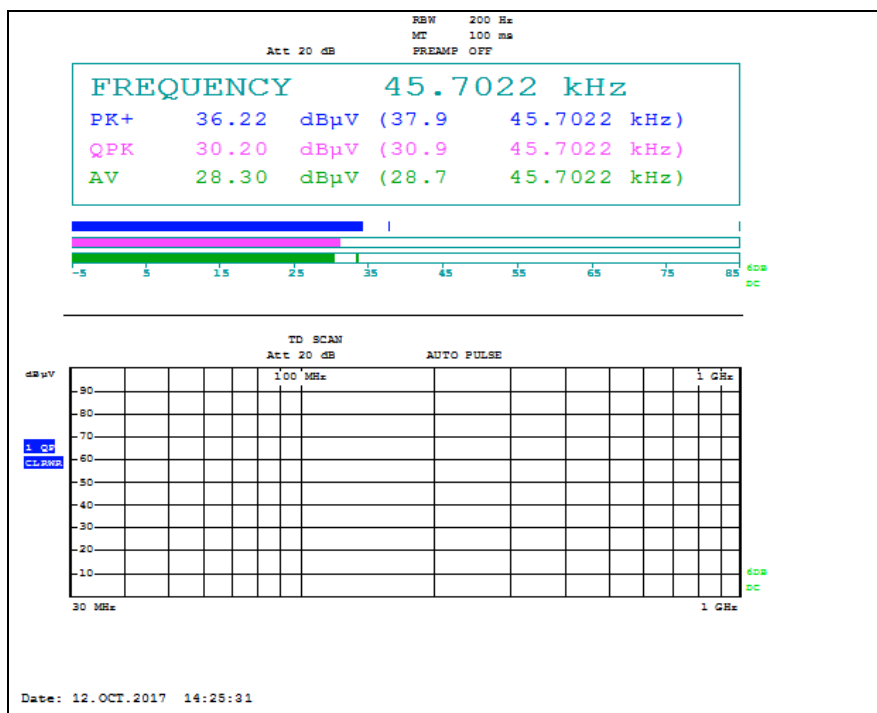 RBW 200 Hz
MT 100 ms
Att 20 dB PREAMP OFF
FREQUENCY 45.7022 kHz
PK+ 36.22 dBµV (37.9 45.7022 kHz)
QPK 30.20 dBµV (30.9 45.7022 kHz)
AV 28.30 dBµV (28.7 45.7022 kHz)
-5 5 15 25 35 45 55 65 75 85
6DB
DC
TD SCAN
Att 20 dB AUTO PULSE
dBµV
100 MHz 1 GHz
90
80
70
1 QP
CLRWR
60
50
40
30
20
10
6DB
DC
30 MHz 1 GHz
Date: 12.OCT.2017 14:25:31